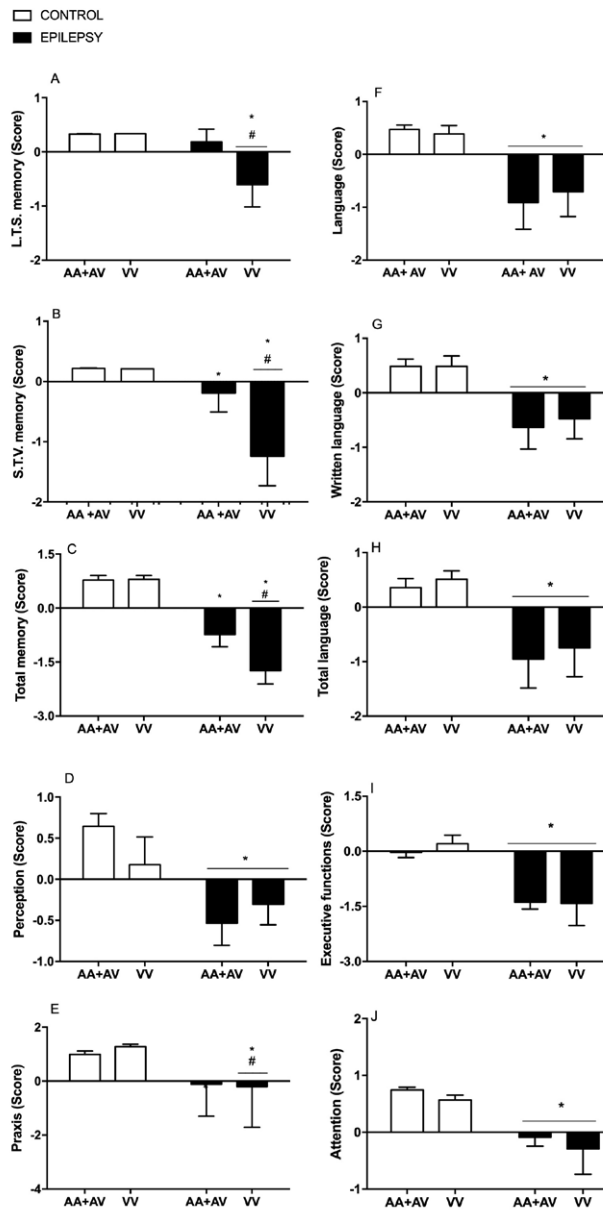 CONTROL
EPILEPSY
A
L.T.S. memory (Score)
1
0
-1
-2
AA+AV VV AA+AV VV
*
#
B
S.T.V. memory (Score)
1
0
-1
-2
AA +AV VV AA +AV VV
*
*
#
C
Total memory (Score)
1.5
0.0
-1.5
-3.0
AA+AV VV AA+AV VV
*
*
#
D
Perception (Score)
1.0
0.5
0.0
-0.5
-1.0
AA+AV VV AA+AV VV
*
E
Praxis (Score)
2
0
-2
-4
AA+AV VV AA+AV VV
*
#
F
Language (Score)
1
0
-1
-2
AA+ AV VV AA+ AV VV
*
G
Written language (Score)
1
0
-1
-2
AA+AV VV AA+AV VV
*
H
Total language (Score)
1
0
-1
-2
AA+AV VV AA+AV VV
*
I
Executive functions (Score)
1.5
0.0
-1.5
-3.0
AA+AV VV AA+AV VV
*
J
Attention (Score)
1
0
-1
AA+AV VV AA+AV VV
*